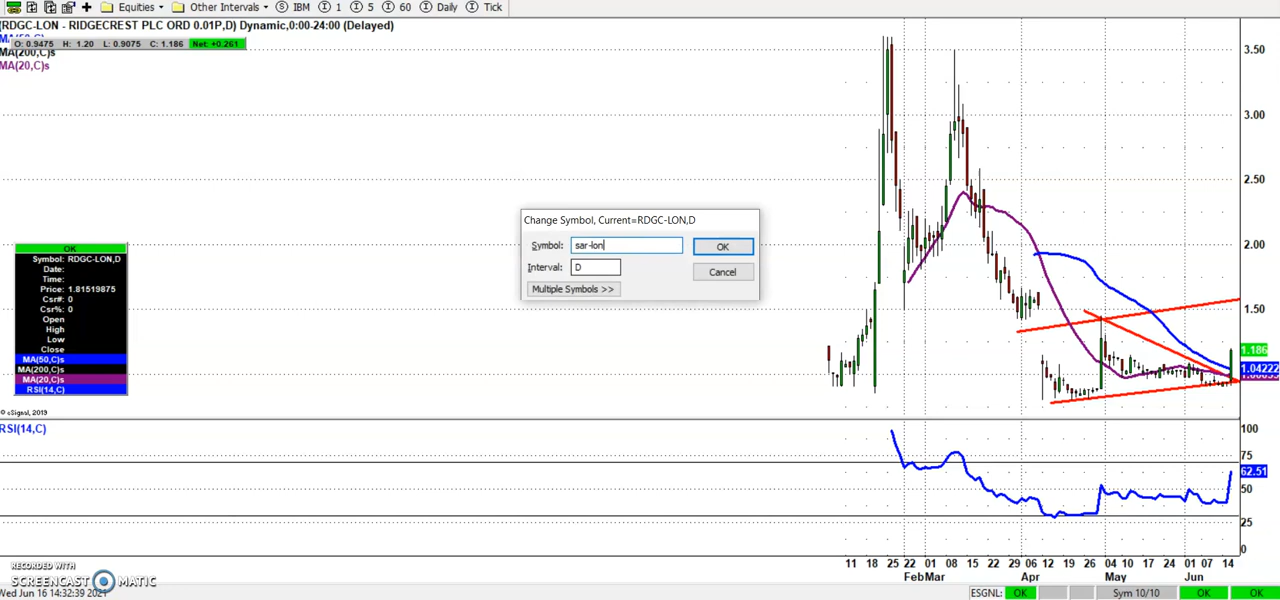 Equities Other Intervals IBM 1 5 60 Daily Tick
(RDGC-LON - RIDGECREST PLC ORD 0.01P,D) Dynamic,0:00-24:00 (Delayed)
O: 0.9475 H: 1.20 L: 0.9075 C: 1.186 Net: +0.261
MA(200,C)s
MA(20,C)s
3.50
3.00
2.50
2.00
1.50
1.186
1.04222
Change Symbol, Current=RDGC-LON,D
Symbol: sar-lon OK
Interval: D Cancel
Multiple Symbols >>
OK
Symbol: RDGC-LON,D
Date:
Time:
Price: 1.81519875
Csr#: 0
Csr%: 0
Open
High
Low
Close
MA(50,C)s
MA(200,C)s
MA(20,C)s
RSI(14,C)
© eSignal, 2019
RSI(14,C)
100
75
62.51
50
25
0
11 18 25 22 01 08 15 22 29 06 12 19 26 04 10 17 24 01 07 14
Feb Mar Apr May Jun
RECORDED WITH
SCREENCAST MATIC
Wed Jun 16 14:32:39 2021
ESGNL: OK Sym 10/10 OK OK